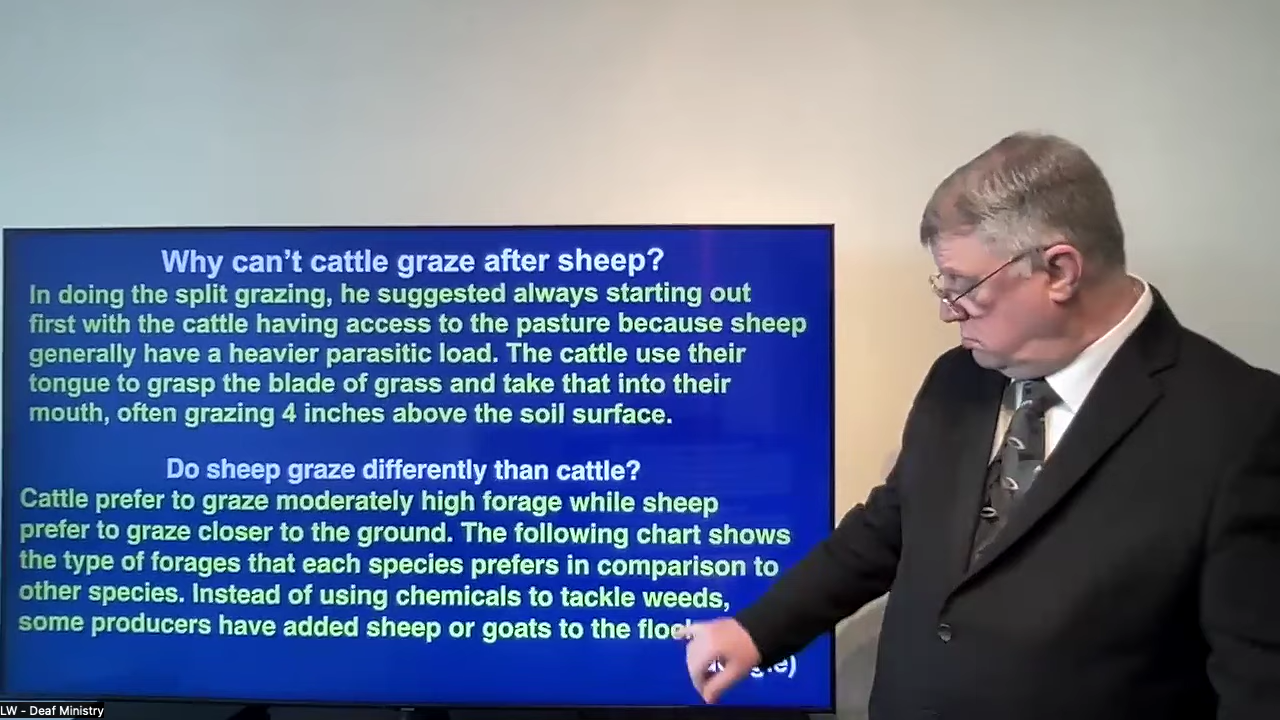 Why can't cattle graze after sheep?
In doing the split grazing, he suggested always starting out
first with the cattle having access to the pasture because sheep
generally have a heavier parasitic load. The cattle use their
tongue to grasp the blade of grass and take that into their
mouth, often grazing 4 inches above the soil surface.
Do sheep graze differently than cattle?
Cattle prefer to graze moderately high forage while sheep
prefer to graze closer to the ground. The following chart shows
the type of forages that each species prefers in comparison to
other species. Instead of using chemicals to tackle weeds,
some producers have added sheep or goats to the
LW - Deaf Ministry